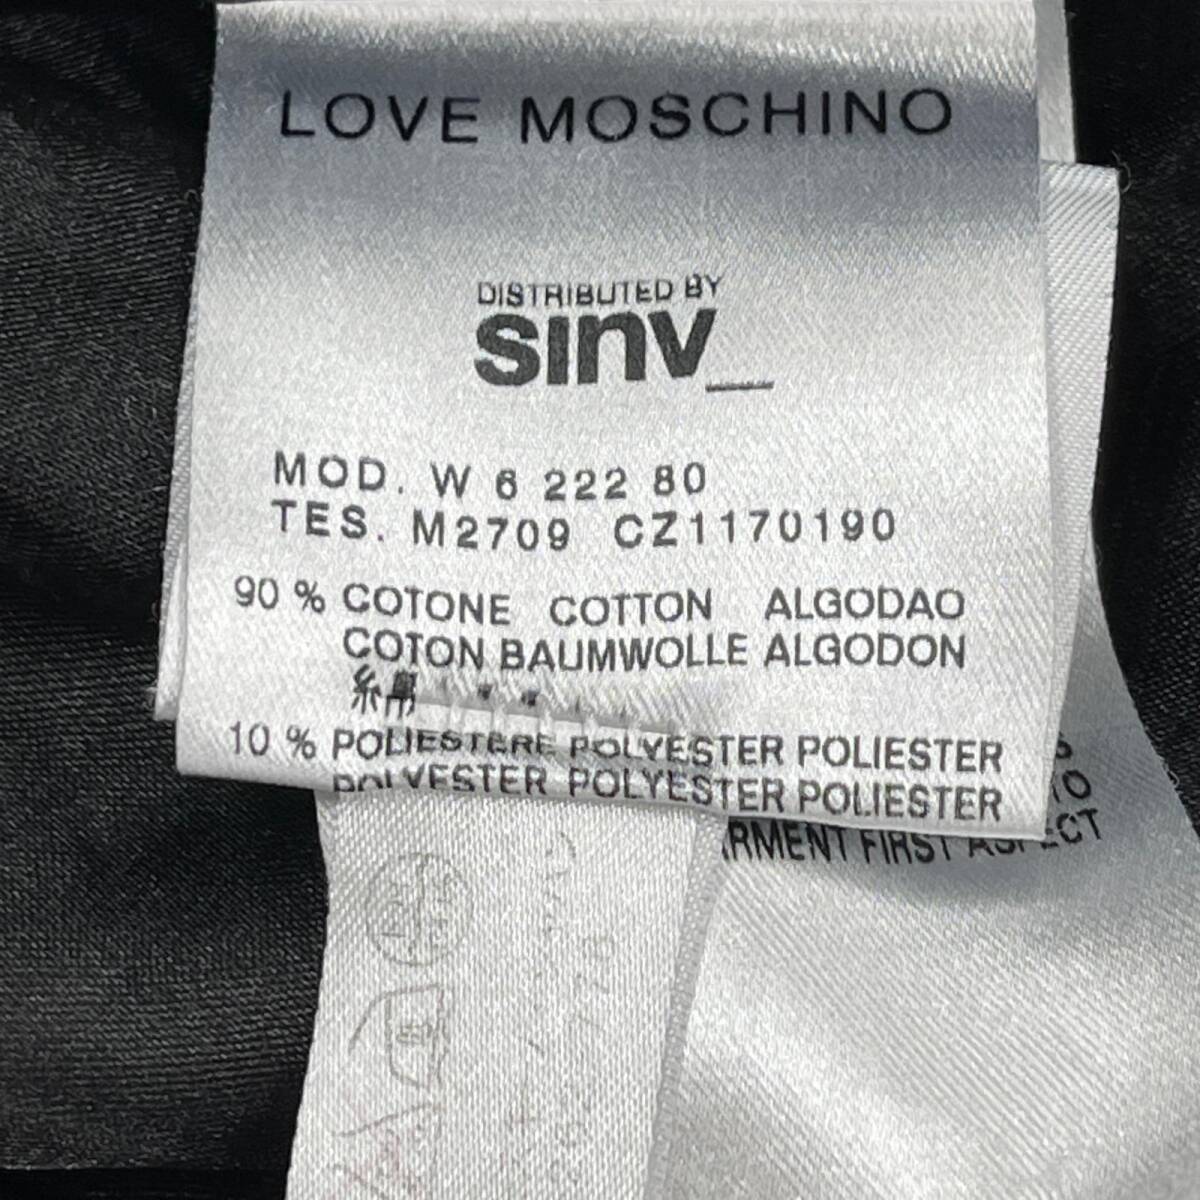 LOVE MOSCHINO
DISTRIBUTED BY
sinv_
MOD. W 6 222 80
TES. M2709 CZ1170190
90 % COTONE COTTON ALGODAO
COTON BAUMWOLLE ALGODON
10 % POLIESTERE POLYESTER POLIESTER
POLYESTER POLYESTER POLIESTER
FIRST ASPECT